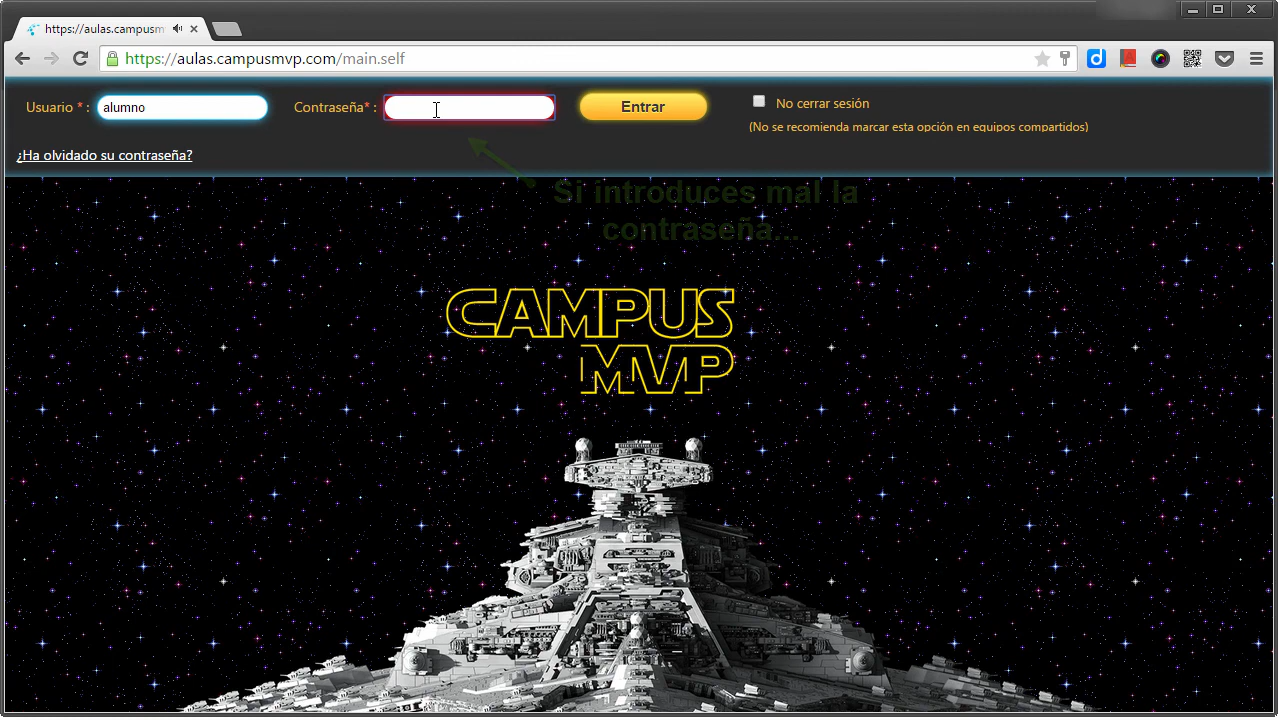 https://aulas.campusm
https://aulas.campusmvp.com/main.self
Usuario * :
alumno
Contraseña* :
Entrar
No cerrar sesión
(No se recomienda marcar esta opción en equipos compartidos)
¿Ha olvidado su contraseña?
Si introduces mal la
contraseña...
CAMPUS
MVP